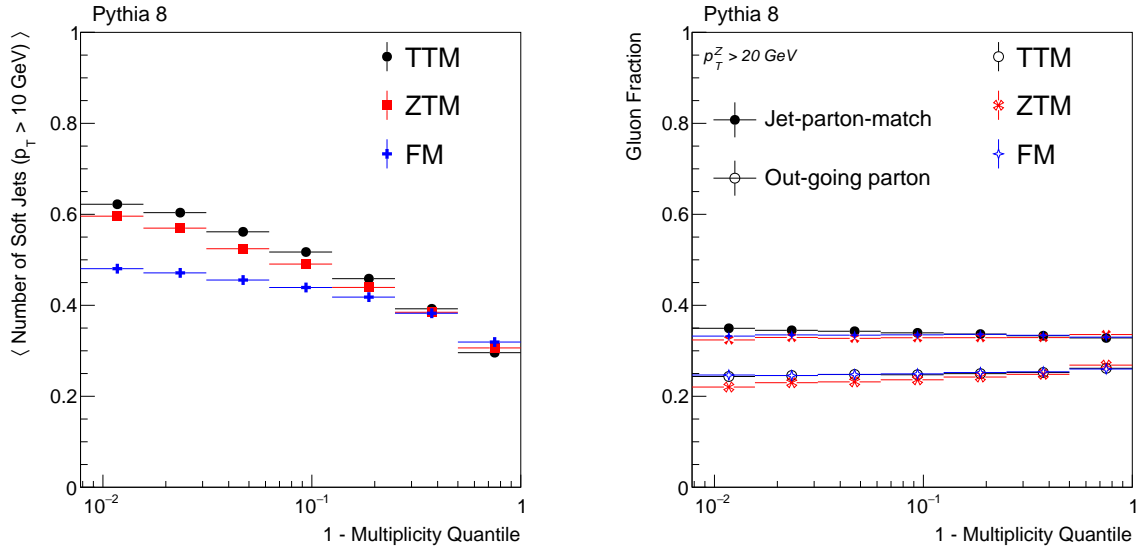 Pythia 8
⟨ Number of Soft Jets (p_T > 10 GeV) ⟩
1
0.8
0.6
0.4
0.2
0
TTM
ZTM
FM
10⁻²
10⁻¹
1
1 - Multiplicity Quantile
Pythia 8
Gluon Fraction
1
0.8
0.6
0.4
0.2
0
p_T^Z > 20 GeV
Jet-parton-match
Out-going parton
TTM
ZTM
FM
10⁻²
10⁻¹
1
1 - Multiplicity Quantile